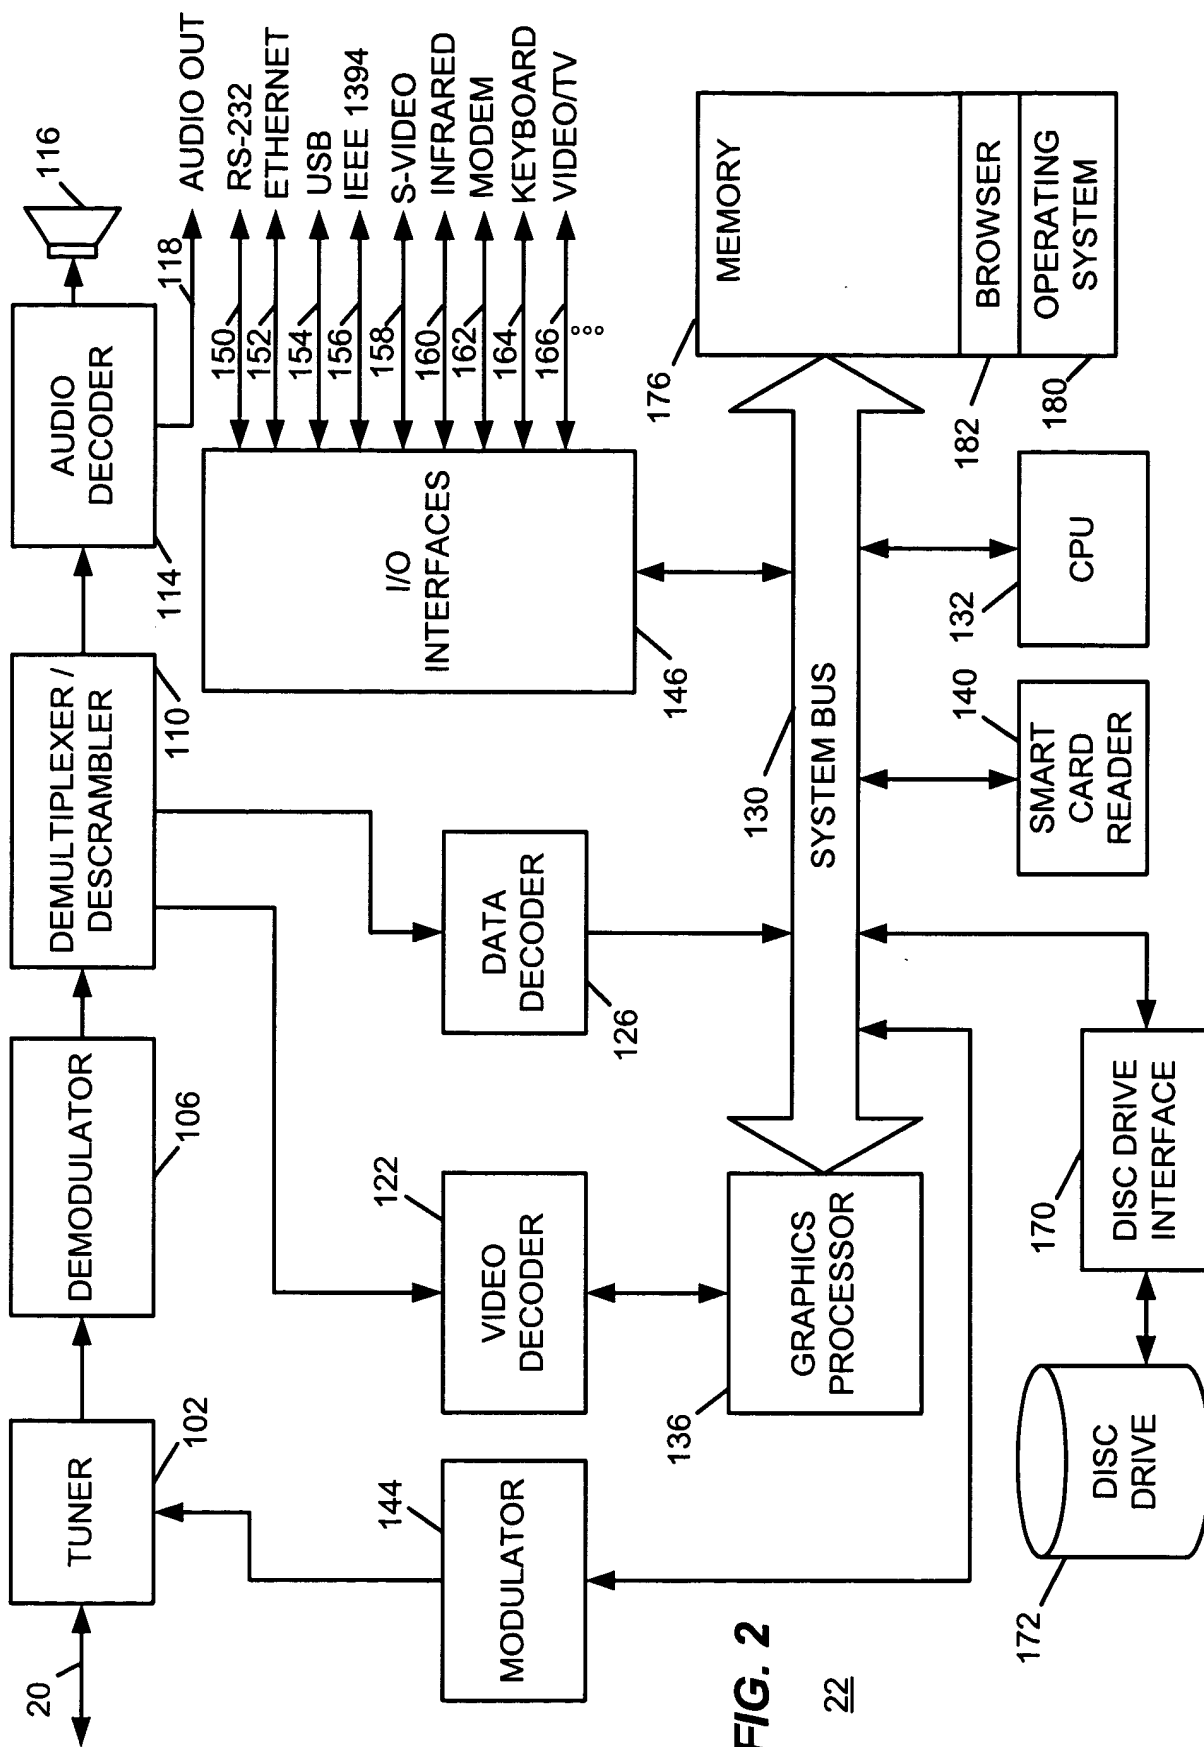 20
TUNER
102
DEMODULATOR
106
DEMULTIPLEXER /
DESCRAMBLER
110
AUDIO
DECODER
114
116
118
AUDIO OUT
150
RS-232
152
ETHERNET
154
USB
156
IEEE 1394
158
S-VIDEO
160
INFRARED
162
MODEM
164
KEYBOARD
166
VIDEO/TV
I/O
INTERFACES
146
144
MODULATOR
122
VIDEO
DECODER
DATA
DECODER
126
136
GRAPHICS
PROCESSOR
130
SYSTEM BUS
176
MEMORY
182
BROWSER
180
OPERATING
SYSTEM
172
DISC
DRIVE
170
DISC DRIVE
INTERFACE
140
SMART
CARD
READER
132
CPU
FIG. 2
22